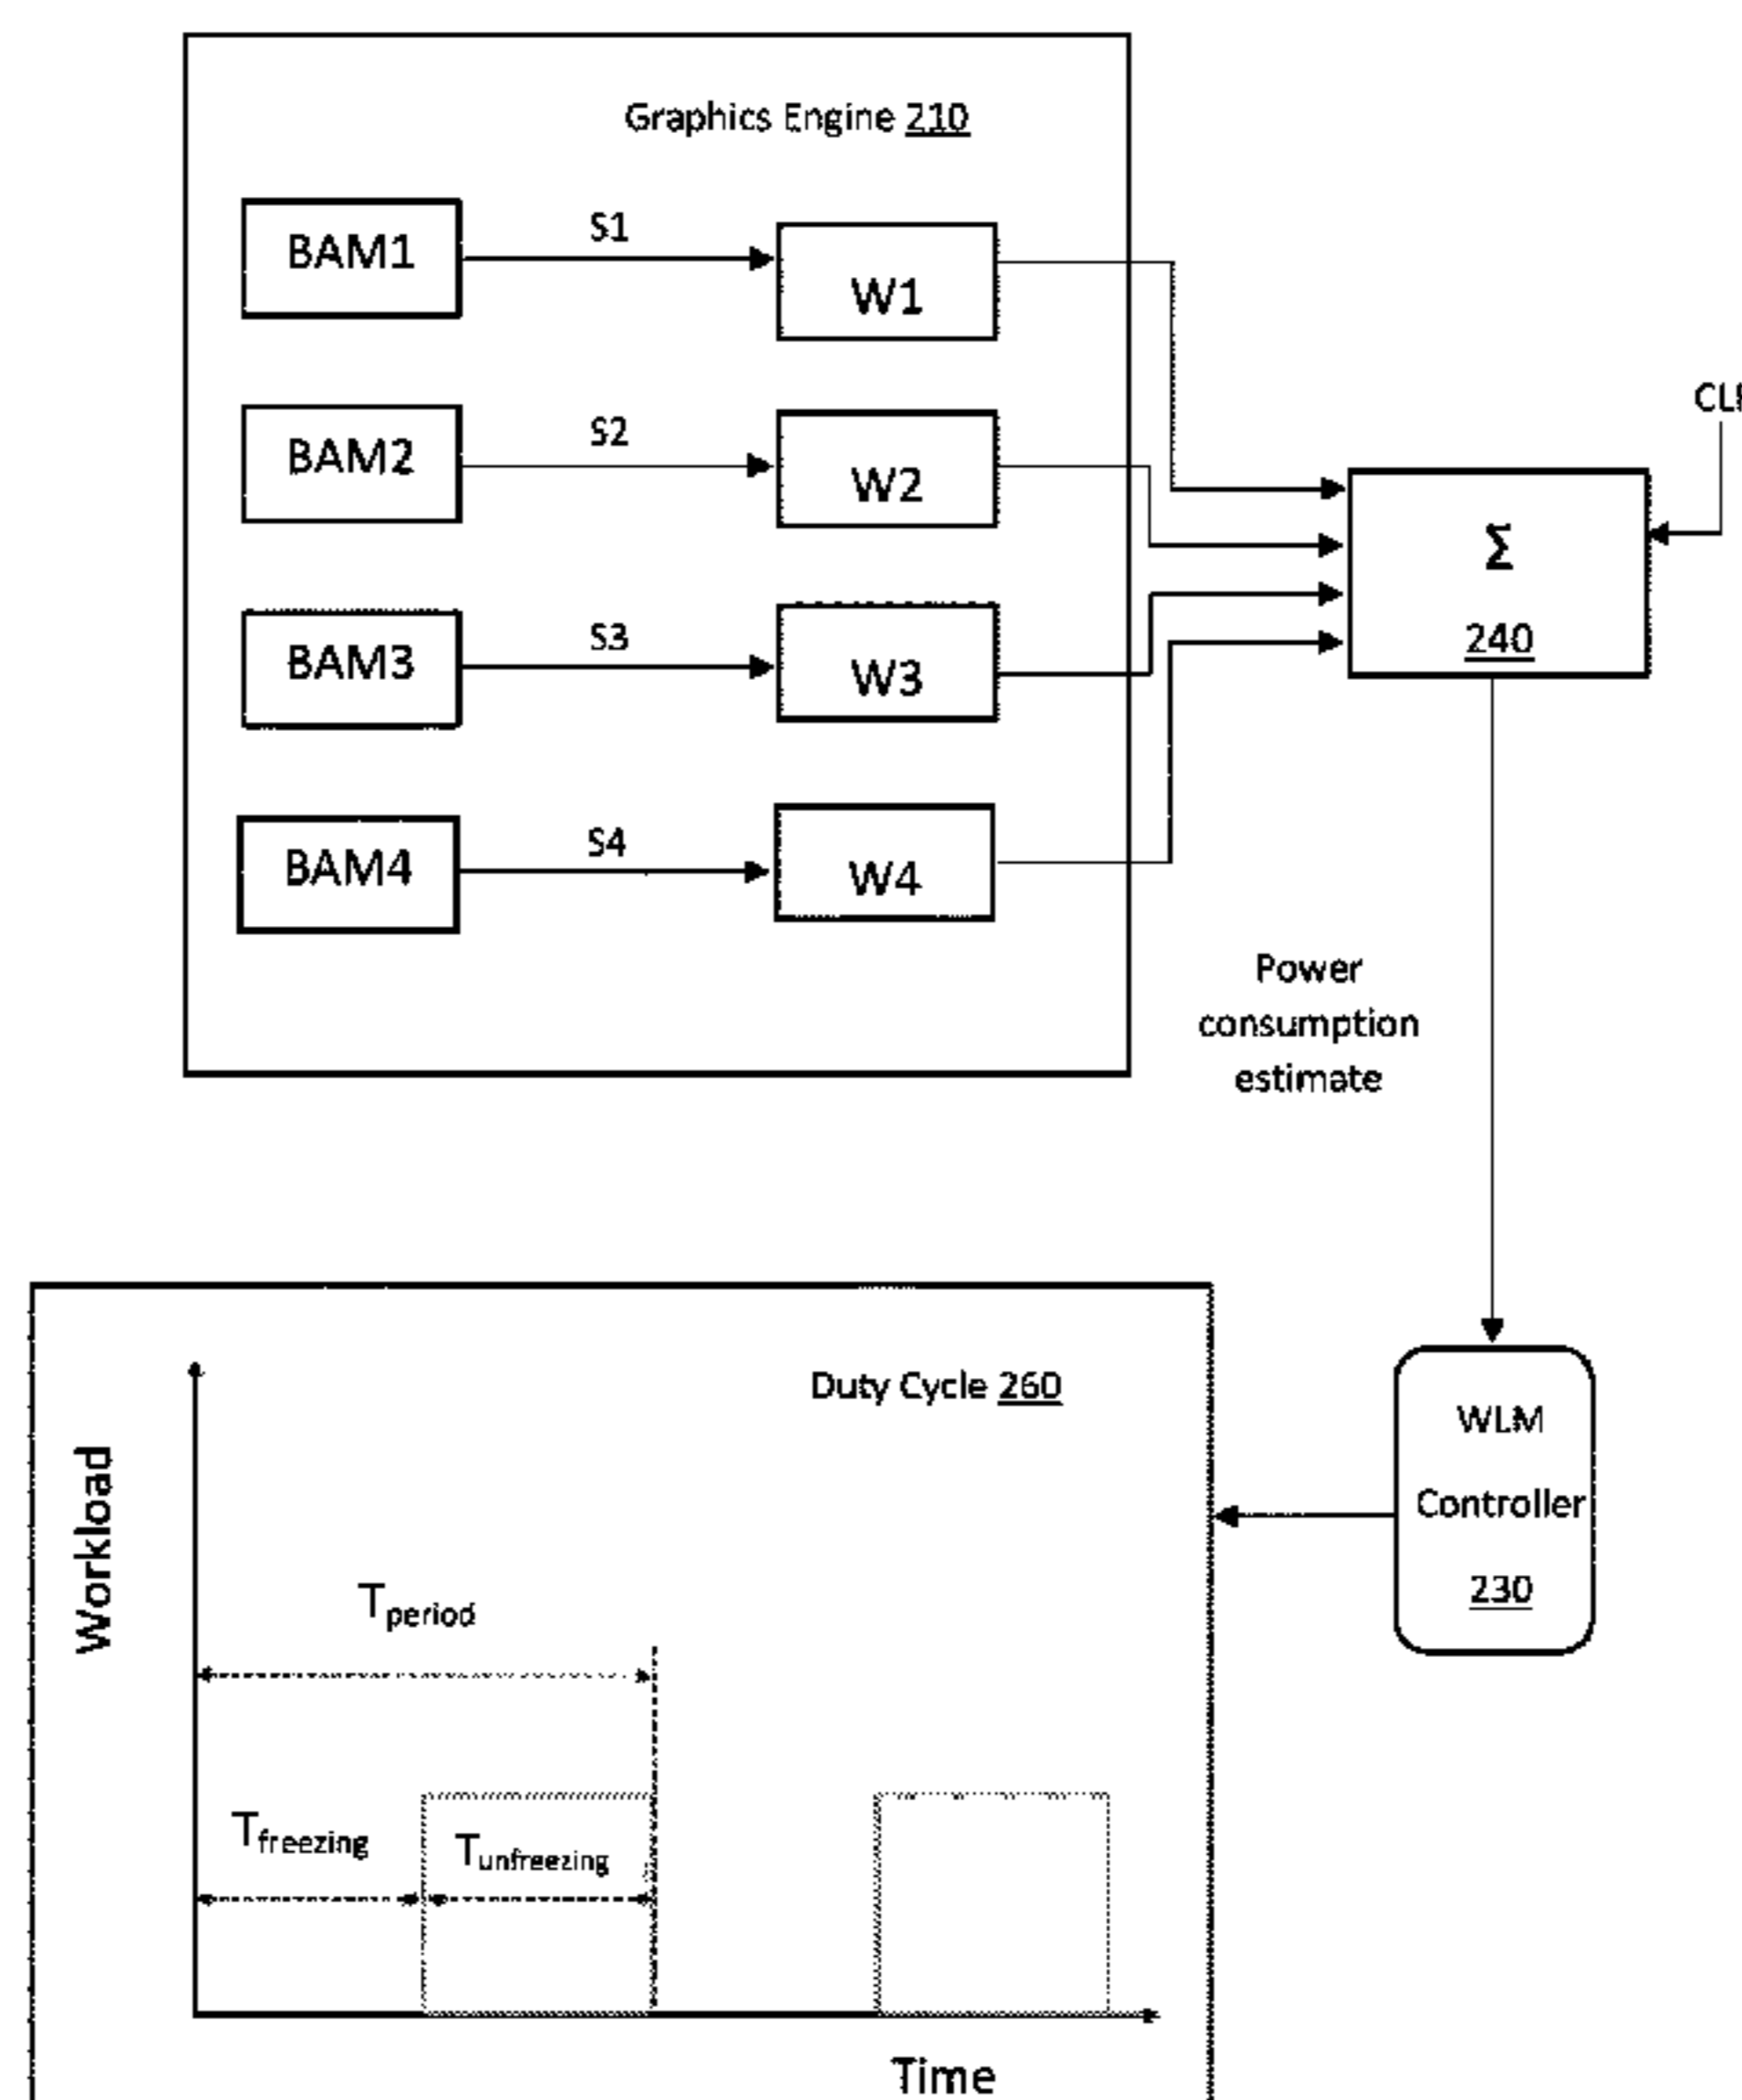 Graphics Engine 210
BAM1
S1
W1
BAM2
S2
W2
BAM3
S3
W3
BAM4
S4
W4
Σ
240
Power
consumption
estimate
Duty Cycle 260
WLM
Controller
230
Workload
Tperiod
Tfreezing
Tunfreezing
Time